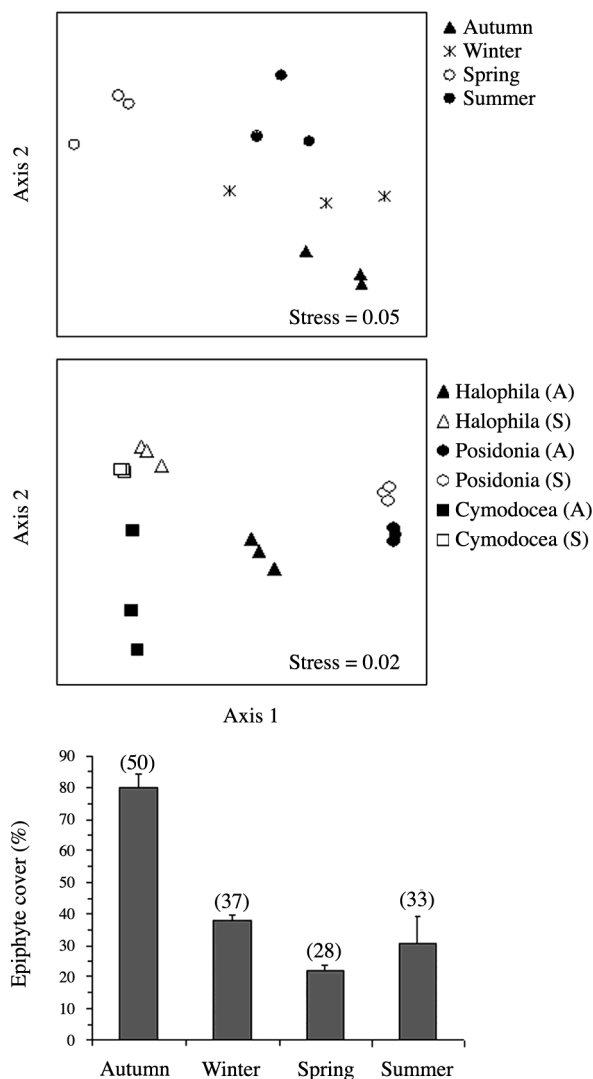 Autumn
Winter
Spring
Summer
Axis 2
Stress = 0.05
Halophila (A)
Halophila (S)
Posidonia (A)
Posidonia (S)
Cymodocea (A)
Cymodocea (S)
Axis 2
Stress = 0.02
Axis 1
Epiphyte cover (%)
90
80
70
60
50
40
30
20
10
0
(50)
(37)
(28)
(33)
Autumn Winter Spring Summer